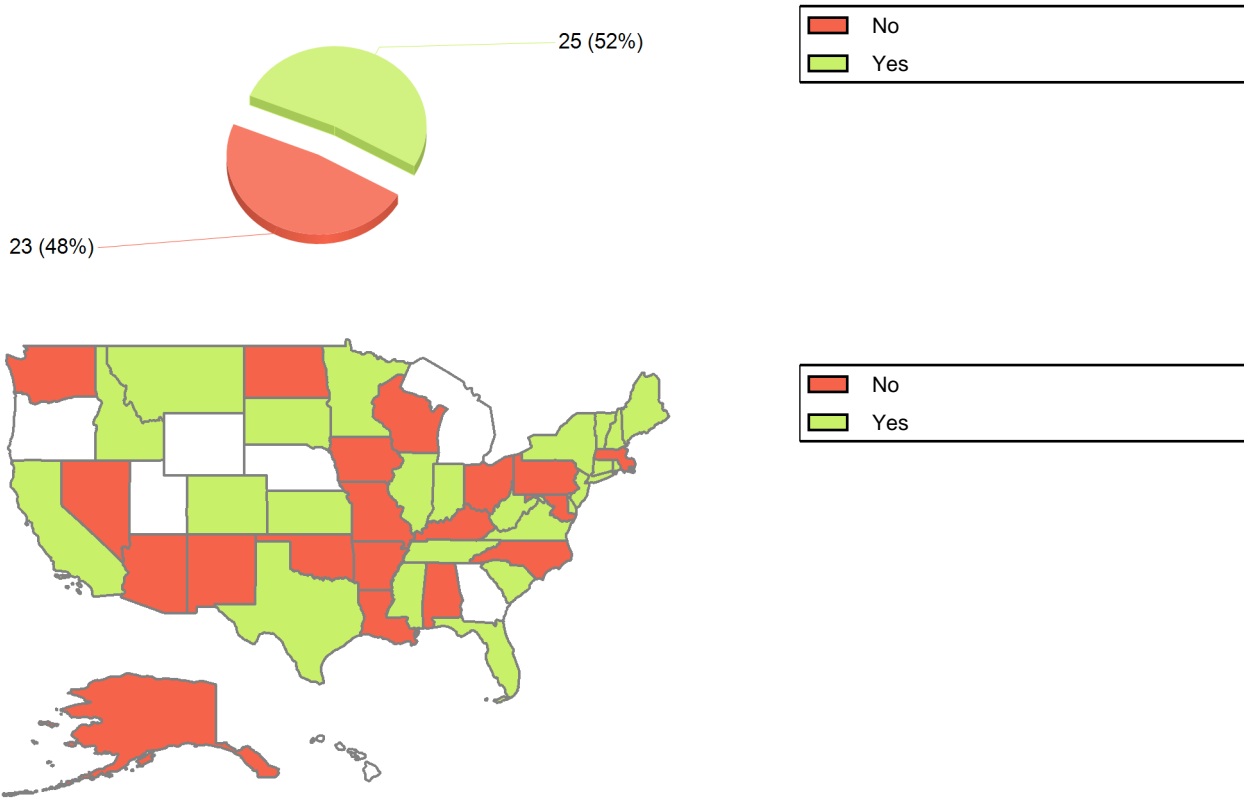 25 (52%)
23 (48%)
No
Yes
No
Yes